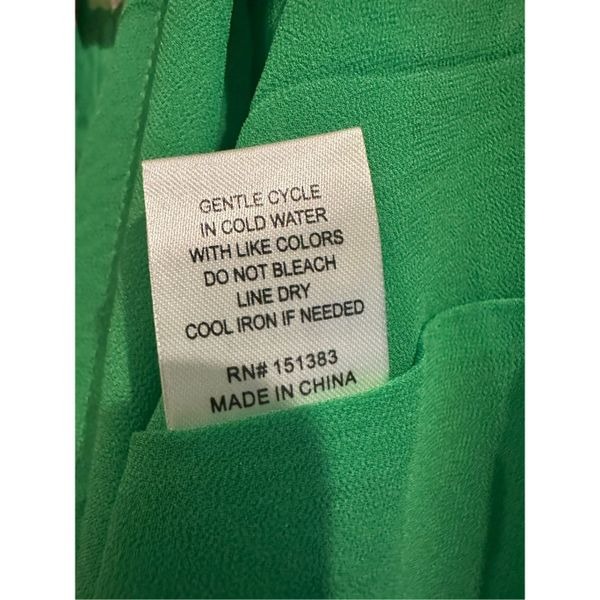 GENTLE CYCLE
IN COLD WATER
WITH LIKE COLORS
DO NOT BLEACH
LINE DRY
COOL IRON IF NEEDED
RN# 151383
MADE IN CHINA